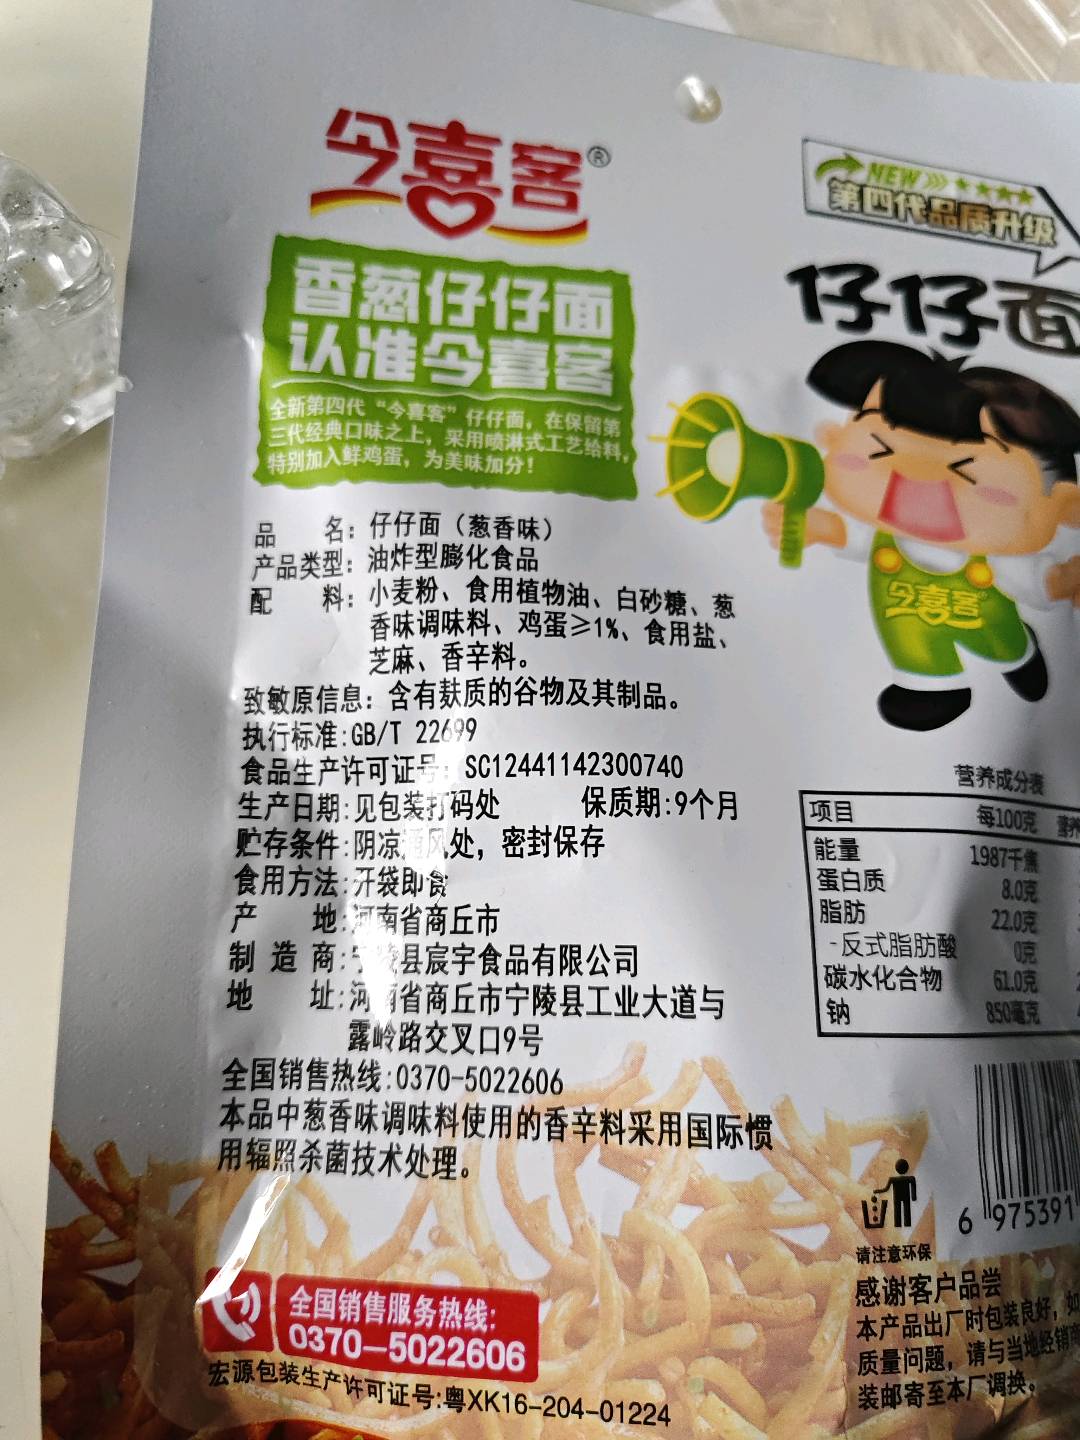 今喜客®
香葱仔仔面
认准今喜客
全新第四代“今喜客”仔仔面，在保留第
三代经典口味之上，采用喷淋式工艺给料，
特别加入鲜鸡蛋，为美味加分！
NEW
第四代品质升级
仔仔面
今喜客
品 名：仔仔面（葱香味）
产品类型：油炸型膨化食品
配 料：小麦粉、食用植物油、白砂糖、葱
香味调味料、鸡蛋≥1%、食用盐、
芝麻、香辛料。
致敏原信息：含有麸质的谷物及其制品。
执行标准:GB/T 22699
食品生产许可证号：SC12441142300740
生产日期:见包装打码处 保质期:9个月
贮存条件:阴凉通风处，密封保存
食用方法:开袋即食
产 地:河南省商丘市
制 造 商:宁陵县宸宇食品有限公司
地 址:河南省商丘市宁陵县工业大道与
露岭路交叉口9号
全国销售热线:0370-5022606
本品中葱香味调味料使用的香辛料采用国际惯
用辐照杀菌技术处理。
营养成分表
项目 每100克 营养
能量 1987千焦
蛋白质 8.0克
脂肪 22.0克
-反式脂肪酸 0克
碳水化合物 61.0克
钠 850毫克
6 975391
请注意环保
感谢客户品尝
本产品出厂时包装良好，如
质量问题，请与当地经销商
装邮寄至本厂调换。
全国销售服务热线:
0370-5022606
宏源包装生产许可证号:粤XK16-204-01224